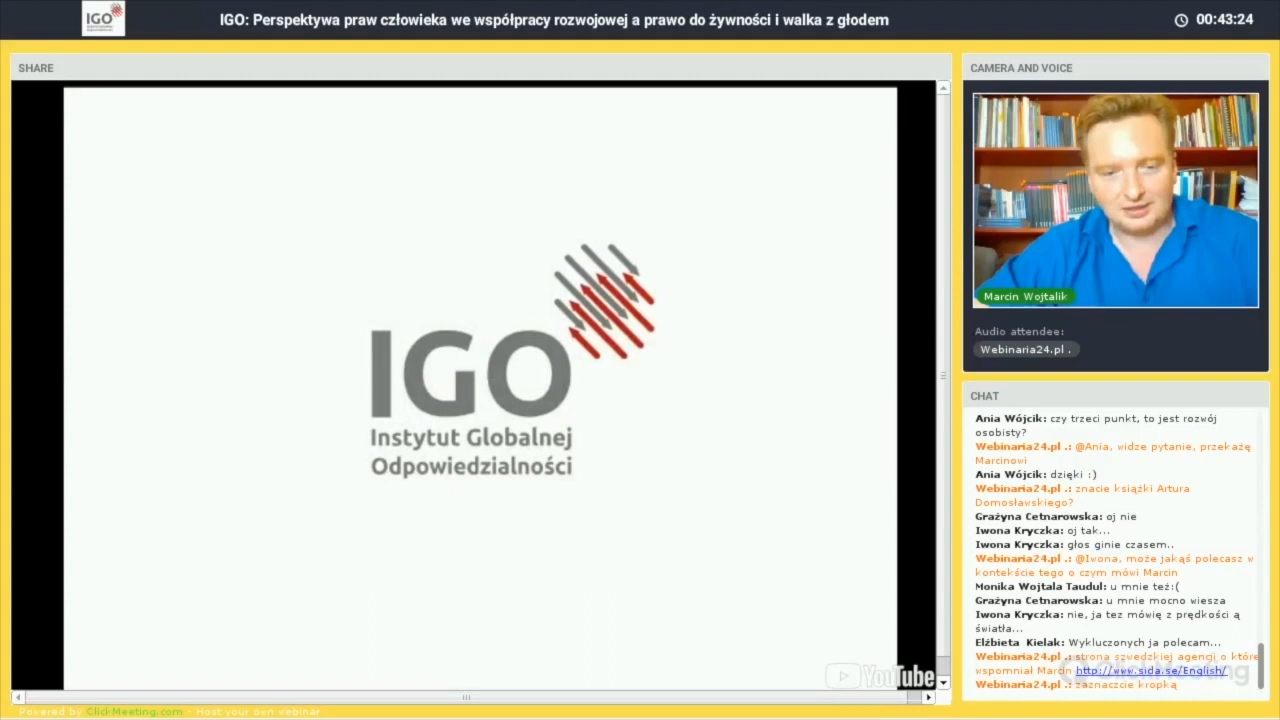 IGO
IGO: Perspektywa praw człowieka we współpracy rozwojowej a prawo do żywności i walka z głodem
00:43:24
SHARE
IGO
Instytut Globalnej
Odpowiedzialności
YouTube
CAMERA AND VOICE
Marcin Wojtalik
Audio attendee:
Webinaria24.pl .
CHAT
Ania Wójcik: czy trzeci punkt, to jest rozwój
osobisty?
Webinaria24.pl .: @Ania, widze pytanie, przekażę
Marcinowi
Ania Wójcik: dzięki :)
Webinaria24.pl .: znacie książki Artura
Domosławskiego?
Grażyna Cetnarowska: oj nie
Iwona Kryczka: oj tak...
Iwona Kryczka: głos ginie czasem..
Webinaria24.pl .: @Iwona, może jakąś polecasz w
kontekście tego o czym mówi Marcin
Monika Wojtala Taudul: u mnie też:(
Grażyna Cetnarowska: u mnie mocno wiesza
Iwona Kryczka: nie, ja tez mówię z prędkości ą
światła...
Elżbieta Kielak: Wykluczonych ja polecam...
Webinaria24.pl .: strona szwedzkiej agencji o które
wspomniał Marcin http://www.sida.se/English/
Webinaria24.pl .: zaznaczcie kropką
ClickMeeting
Powered by ClickMeeting.com - Host your own webinar